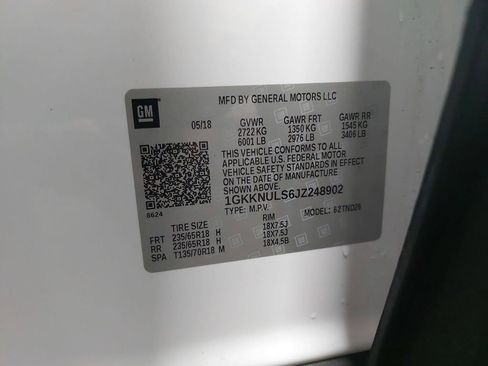 MFD BY GENERAL MOTORS LLC
GM
05/18 GVWR GAWR FRT GAWR RR
2722 KG 1350 KG 1545 KG
6001 LB 2976 LB 3406 LB
THIS VEHICLE CONFORMS TO ALL
APPLICABLE U.S. FEDERAL MOTOR
VEHICLE SAFETY STANDARDS IN EFFECT
ON THE DATE OF MANUFACTURE SHOWN
ABOVE.
1GKKNULS6JZ248902
8624
TYPE: M.P.V. MODEL: 8ZTND26
TIRE SIZE RIM
FRT 235/65R18 H 18X7.5J
RR 235/65R18 H 18X7.5J
SPA T135/70R18 M 18X4.5B